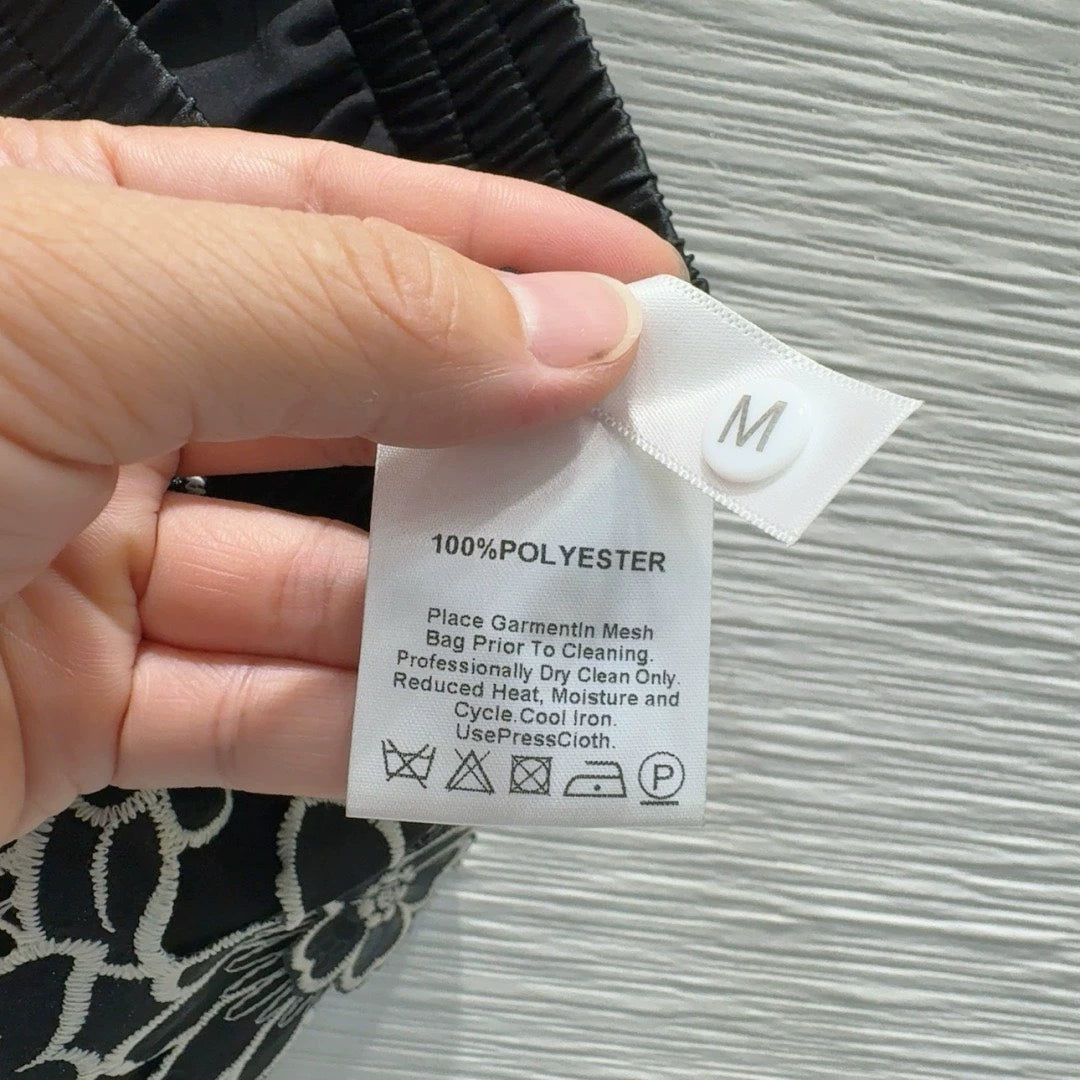 M
100%POLYESTER
Place GarmentIn Mesh
Bag Prior To Cleaning.
Professionally Dry Clean Only.
Reduced Heat, Moisture and
Cycle.Cool Iron.
UsePressCloth.
P